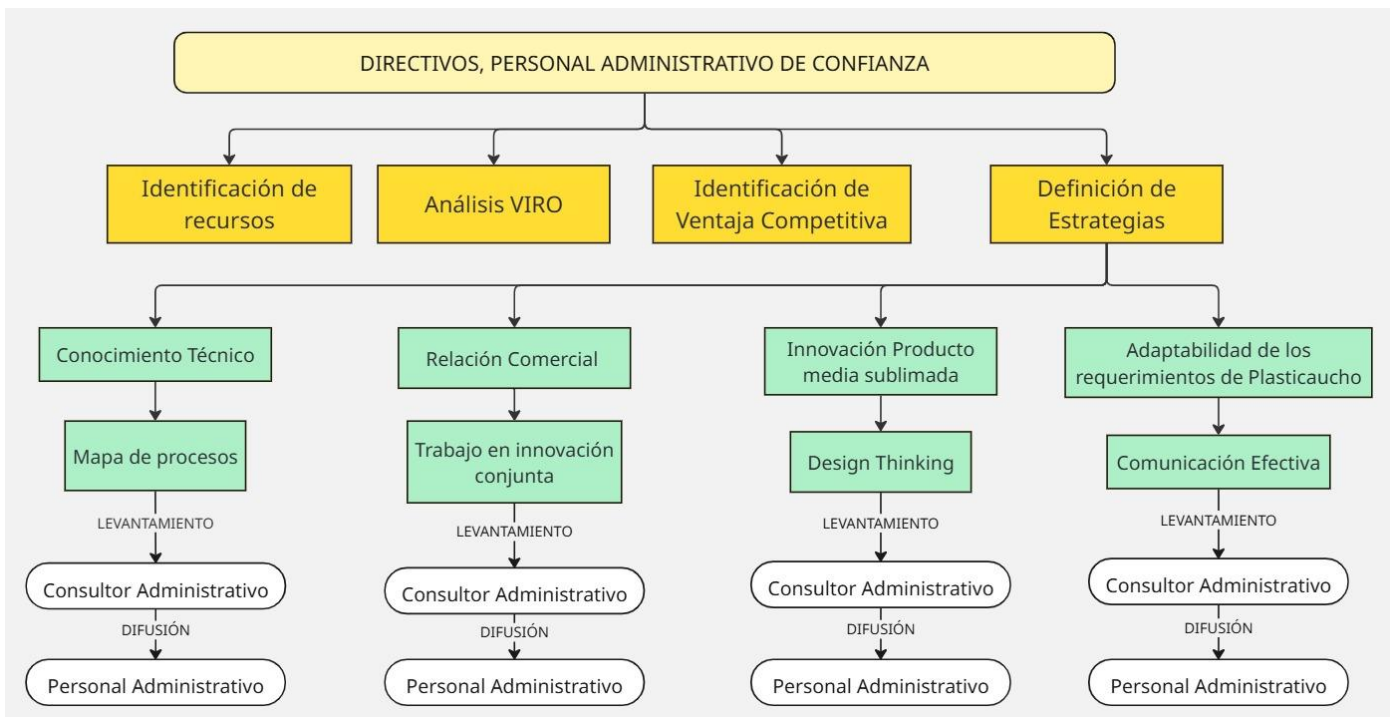 DIRECTIVOS, PERSONAL ADMINISTRATIVO DE CONFIANZA
Identificación de
recursos
Análisis VIRO
Identificación de
Ventaja Competitiva
Definición de
Estrategias
Conocimiento Técnico
Relación Comercial
Innovación Producto
media sublimada
Adaptabilidad de los
requerimientos de Plasticaucho
Mapa de procesos
Trabajo en innovación
conjunta
Design Thinking
Comunicación Efectiva
LEVANTAMIENTO
LEVANTAMIENTO
LEVANTAMIENTO
LEVANTAMIENTO
Consultor Administrativo
Consultor Administrativo
Consultor Administrativo
Consultor Administrativo
DIFUSIÓN
DIFUSIÓN
DIFUSIÓN
DIFUSIÓN
Personal Administrativo
Personal Administrativo
Personal Administrativo
Personal Administrativo